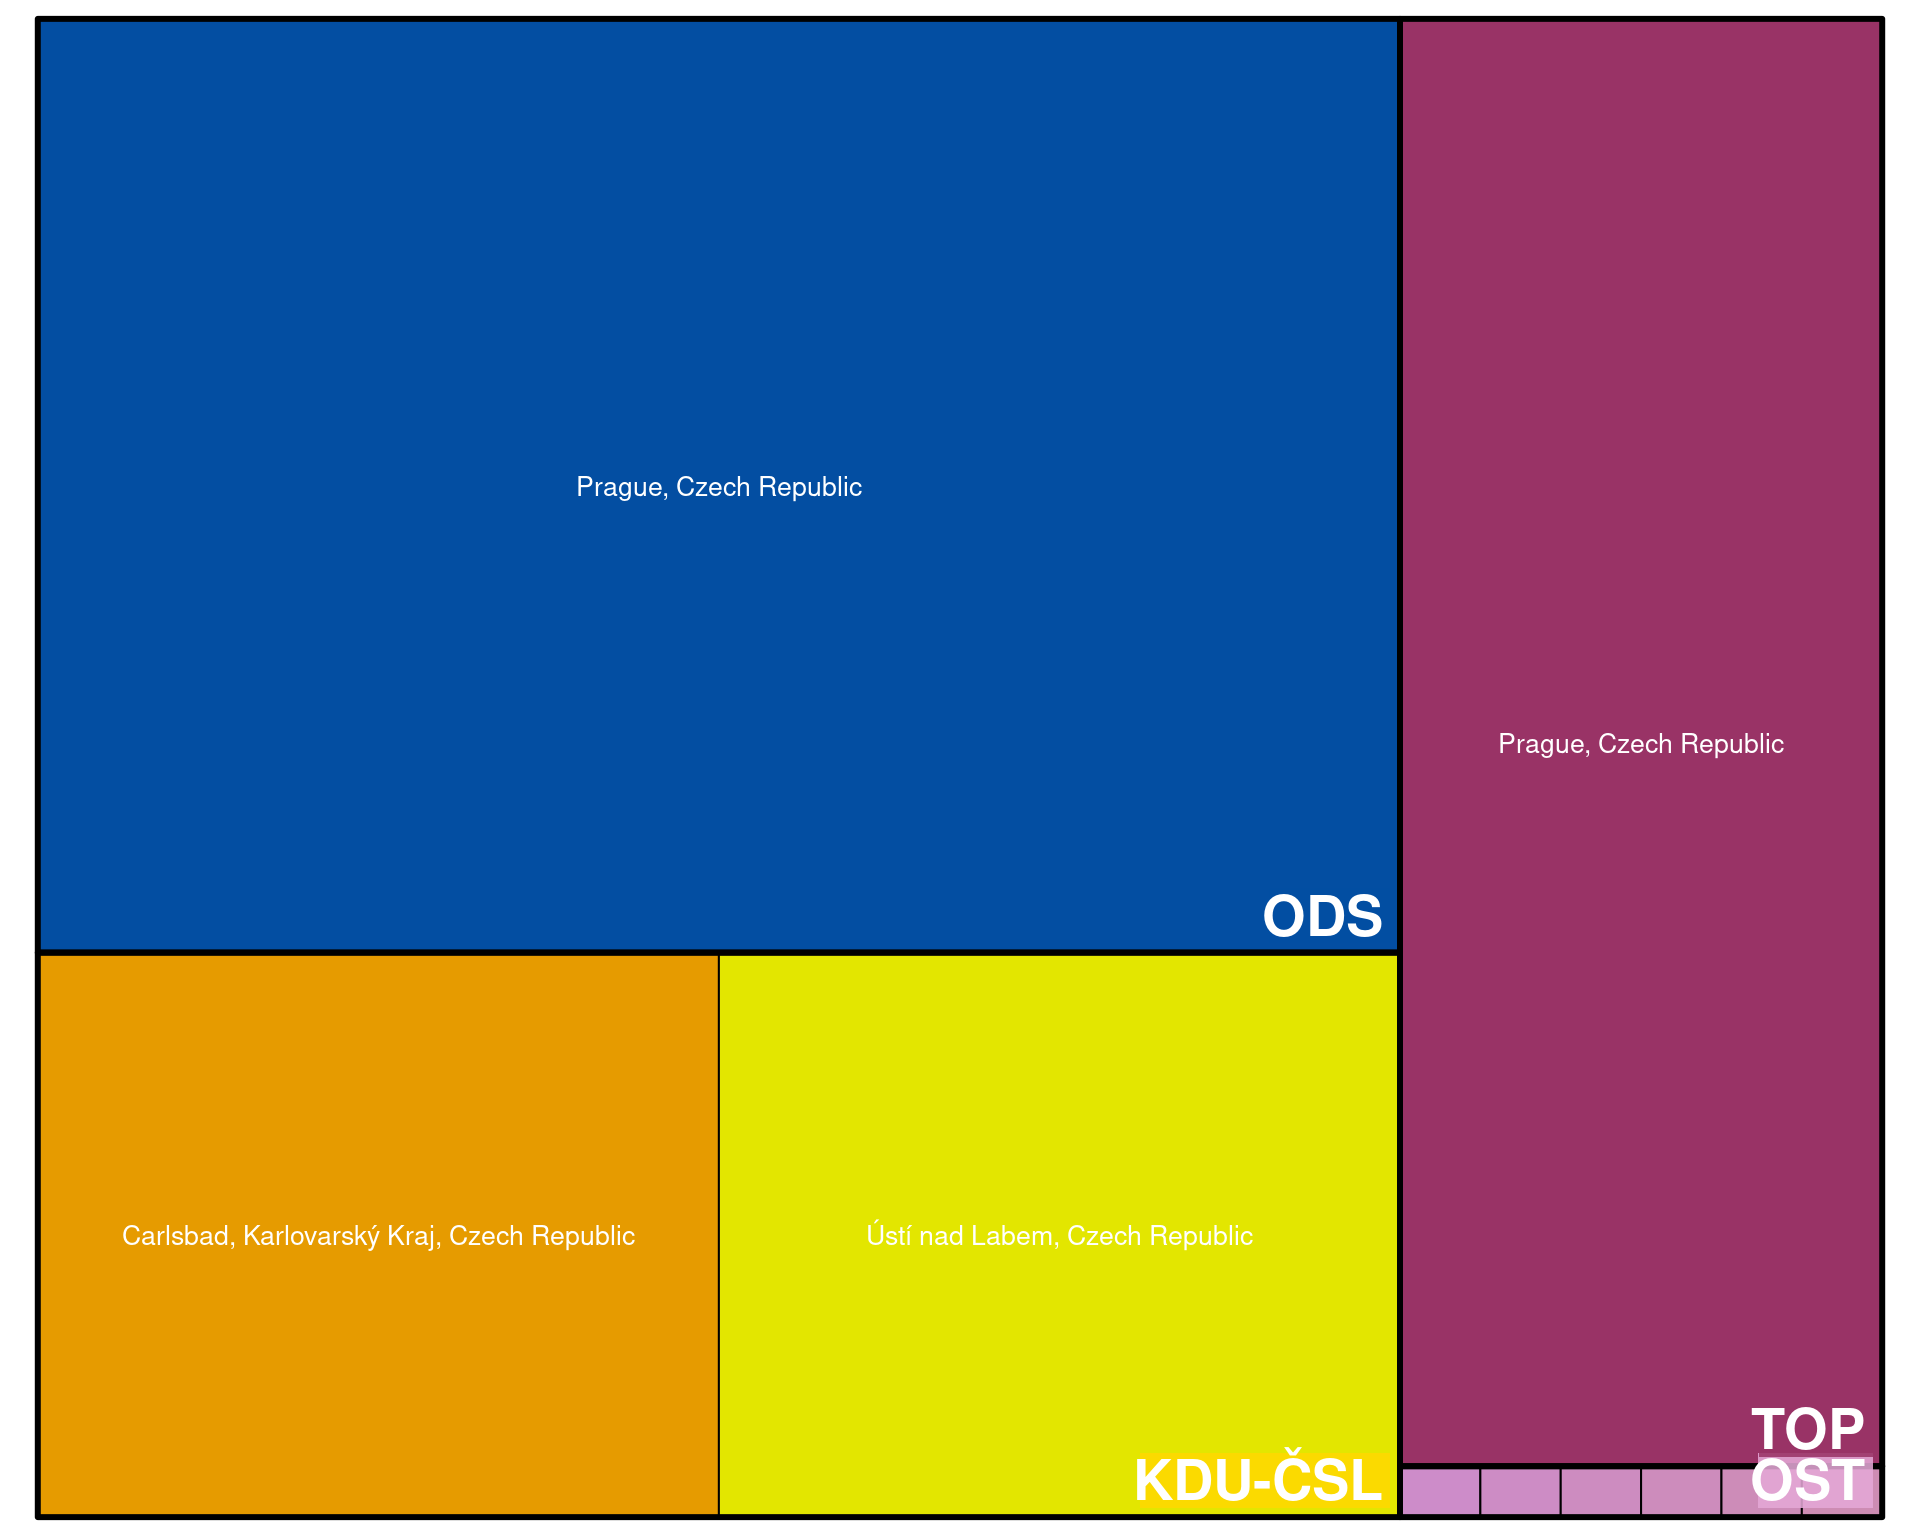 Prague, Czech Republic
ODS
Prague, Czech Republic
TOP
Carlsbad, Karlovarský Kraj, Czech Republic
Ústí nad Labem, Czech Republic
KDU-ČSL
OST